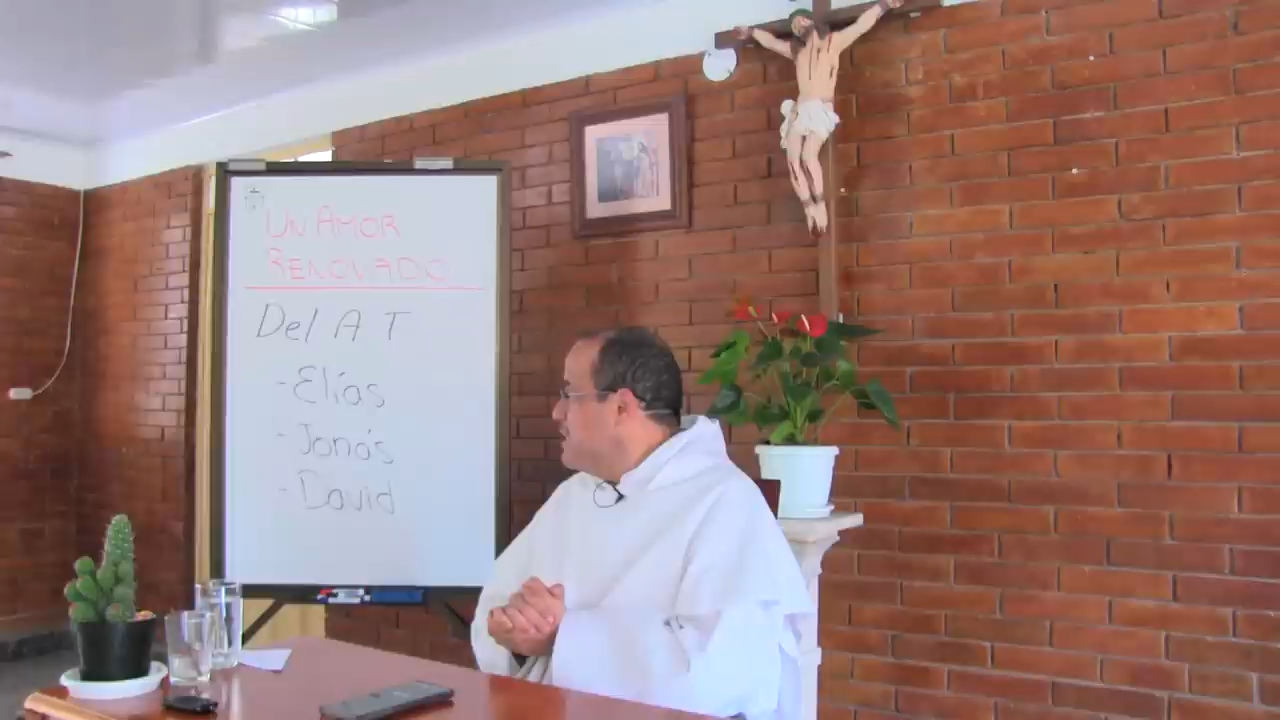 UN AMOR
RENOVADO
Del A T
- Elías
- Jonás
- David